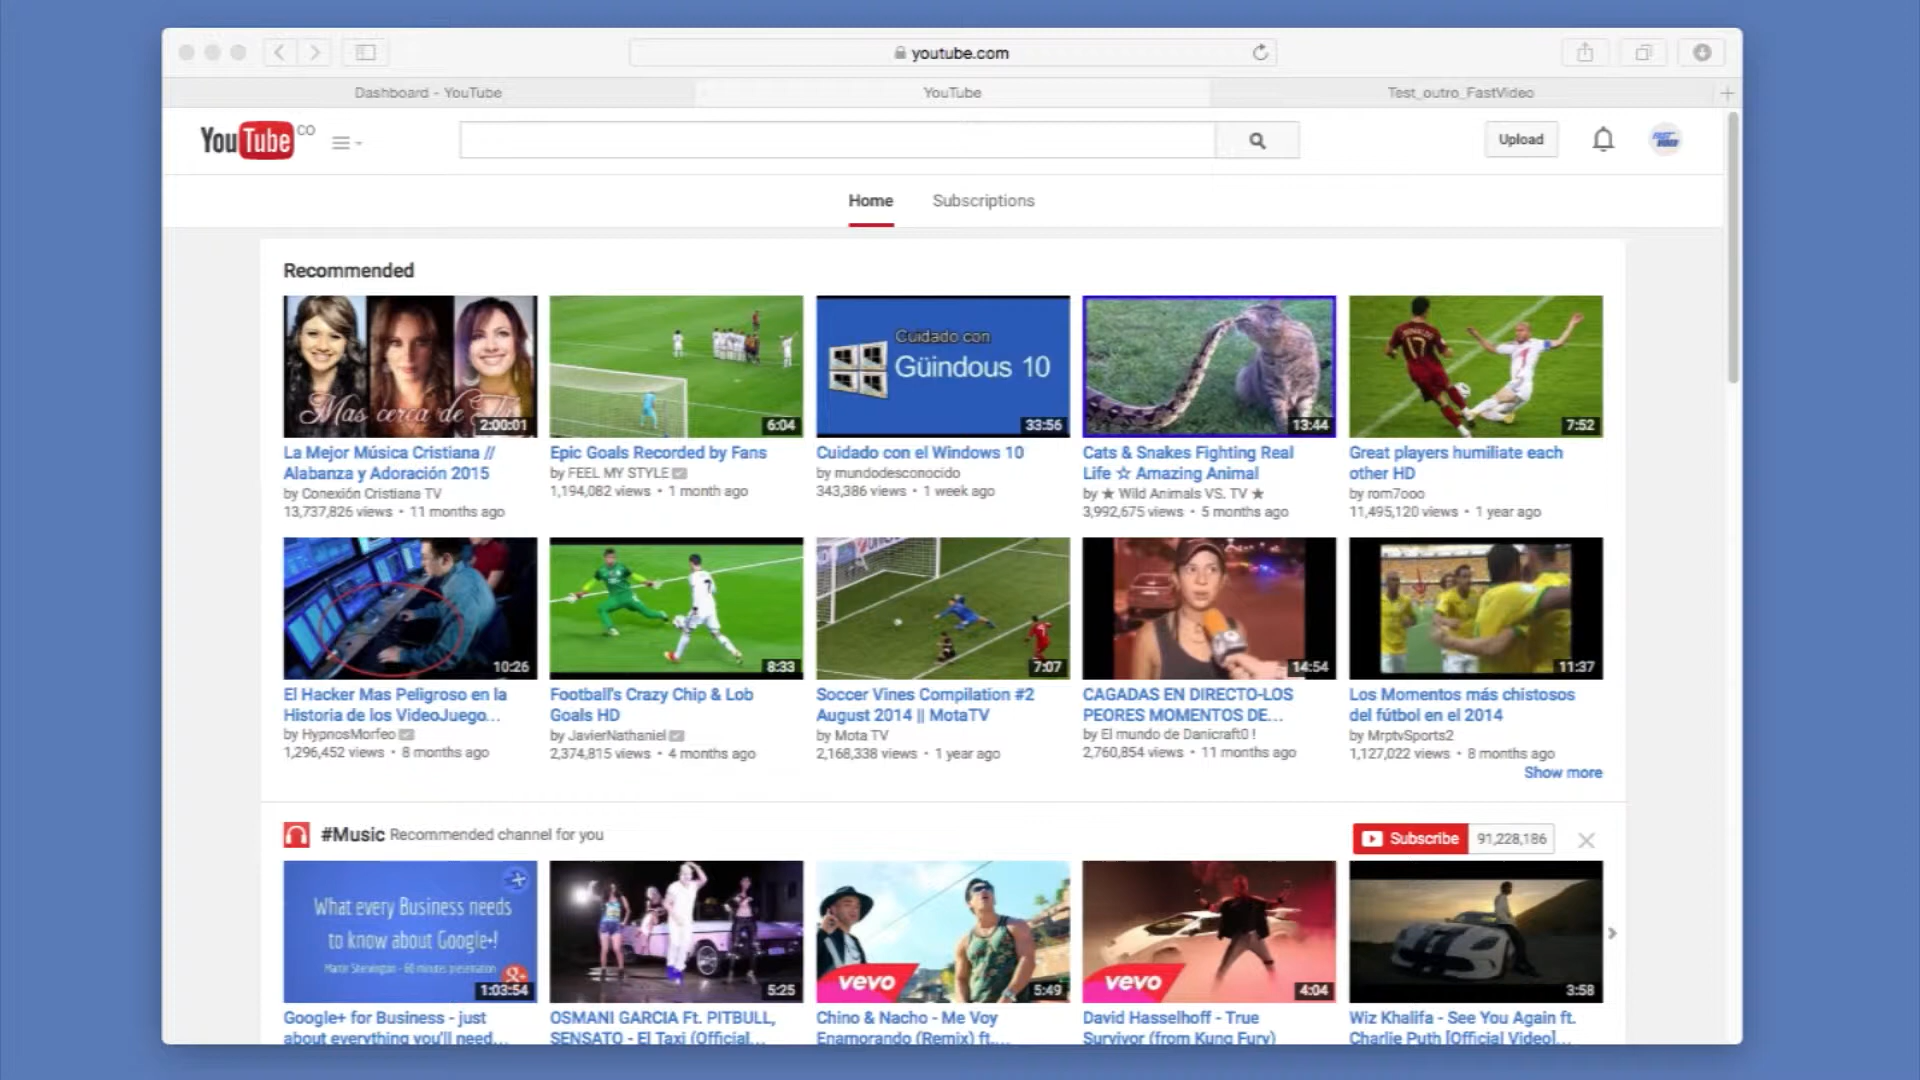 youtube.com
Dashboard - YouTube
YouTube
Test_outro_FastVideo
YouTube CO
Upload
Home
Subscriptions
Recommended
Mas cerca de Ti
2:00:01
6:04
Cuidado con
Güindous 10
33:56
13:44
RONALDO
17
7:52
La Mejor Música Cristiana //
Alabanza y Adoración 2015
by Conexión Cristiana TV
13,737,826 views • 11 months ago
Epic Goals Recorded by Fans
by FEEL MY STYLE
1,194,082 views • 1 month ago
Cuidado con el Windows 10
by mundodesconocido
343,386 views • 1 week ago
Cats & Snakes Fighting Real
Life ☆ Amazing Animal
by ★ Wild Animals VS. TV ★
3,992,675 views • 5 months ago
Great players humiliate each
other HD
by rom7ooo
11,495,120 views • 1 year ago
10:26
8:33
7:07
14:54
11:37
El Hacker Mas Peligroso en la
Historia de los VideoJuego...
by HypnosMorfeo
1,296,452 views • 8 months ago
Football's Crazy Chip & Lob
Goals HD
by JavierNathaniel
2,374,815 views • 4 months ago
Soccer Vines Compilation #2
August 2014 || MotaTV
by Mota TV
2,168,338 views • 1 year ago
CAGADAS EN DIRECTO-LOS
PEORES MOMENTOS DE...
by El mundo de Danicraft0 !
2,760,854 views • 11 months ago
Los Momentos más chistosos
del fútbol en el 2014
by MrptvSports2
1,127,022 views • 8 months ago
Show more
#Music Recommended channel for you
Subscribe 91,228,186
What every Business needs
to know about Google+!
1:03:54
5:25
vevo
5:49
vevo
4:04
3:58
Google+ for Business - just
about everything you'll need...
OSMANI GARCIA Ft. PITBULL,
SENSATO - El Taxi (Official...
Chino & Nacho - Me Voy
Enamorando (Remix) ft....
David Hasselhoff - True
Survivor (from Kung Fury)
Wiz Khalifa - See You Again ft.
Charlie Puth [Official Video]...